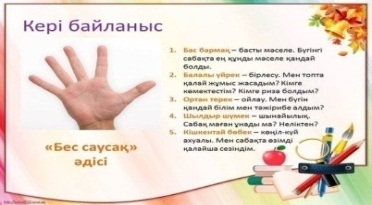 Кері байланыс
1. Бас бармақ – басты мәселе. Бүгінгі
сабақта ең құнды мәселе қандай
болды.
2. Балалы үйрек – бірлесу. Мен топта
қалай жұмыс жасадым? Кімге
көмектестім? Кімге риза болдым?
3. Ортан терек – ойлау. Мен бүгін
қандай білім мен тәжірибе алдым?
4. Шылдыр шүмек – шынайылық.
Сабақ маған ұнады ма? Неліктен?
5. Кішкентай бөбек – көңіл-күй
ахуалы. Мен сабақта өзімді
қалайша сезіндім.
«Бес саусақ»
әдісі